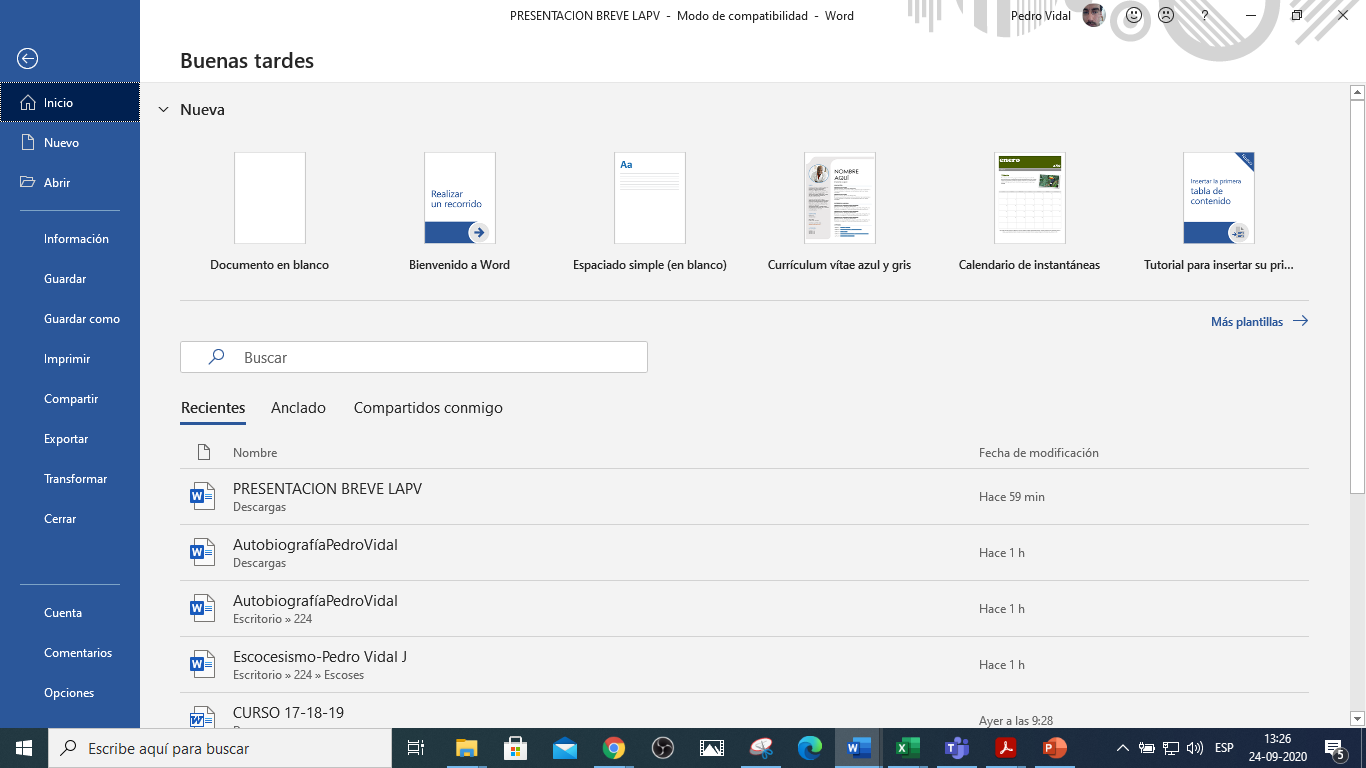 PRESENTACION BREVE LAPV - Modo de compatibilidad - Word
Pedro Vidal
?
Buenas tardes
Inicio
Nuevo
Abrir
Información
Guardar
Guardar como
Imprimir
Compartir
Exportar
Transformar
Cerrar
Cuenta
Comentarios
Opciones
Nueva
Realizar
un recorrido
Aa
NOMBRE
AQUÍ
enero
Nuevo
Insertar la primera
tabla de
contenido
Documento en blanco
Bienvenido a Word
Espaciado simple (en blanco)
Currículum vítae azul y gris
Calendario de instantáneas
Tutorial para insertar su pri...
Más plantillas
Buscar
Recientes Anclado Compartidos conmigo
Nombre Fecha de modificación
PRESENTACION BREVE LAPV
Descargas
Hace 59 min
AutobiografíaPedroVidal
Descargas
Hace 1 h
AutobiografíaPedroVidal
Escritorio » 224
Hace 1 h
Escocesismo-Pedro Vidal J
Escritorio » 224 » Escoses
Hace 1 h
CURSO 17-18-19
Ayer a las 9:28
Escribe aquí para buscar
ESP
13:26
24-09-2020
5